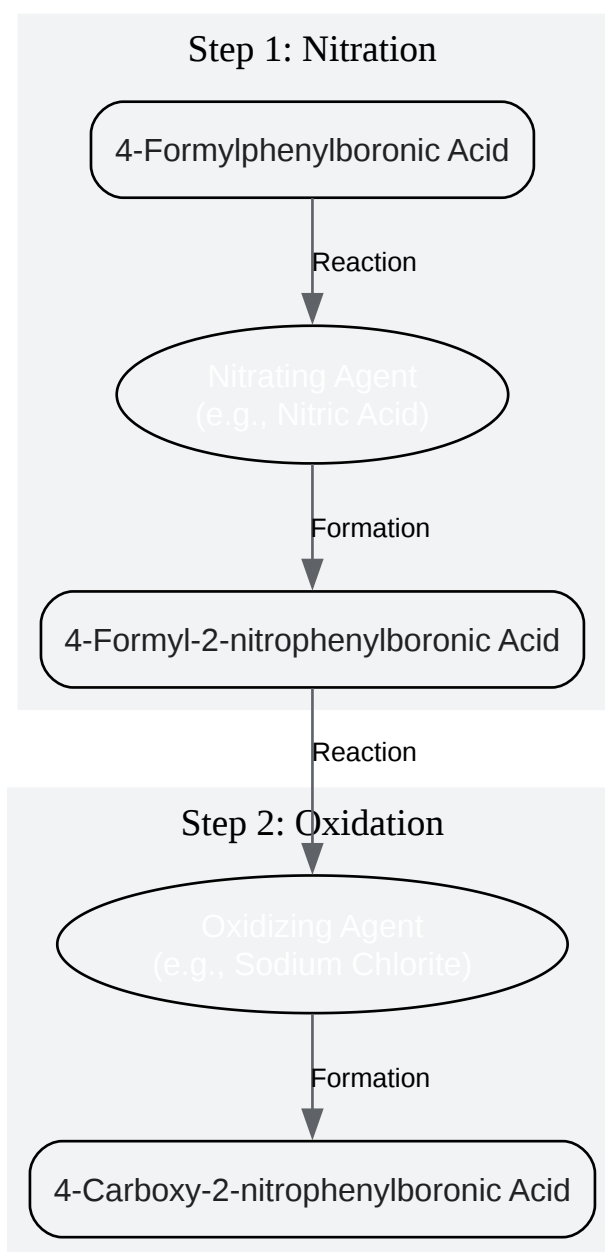 Step 1: Nitration
4-Formylphenylboronic Acid
Reaction
Nitrating Agent
(e.g., Nitric Acid)
Formation
4-Formyl-2-nitrophenylboronic Acid
Reaction
Step 2: Oxidation
Oxidizing Agent
(e.g., Sodium Chlorite)
Formation
4-Carboxy-2-nitrophenylboronic Acid